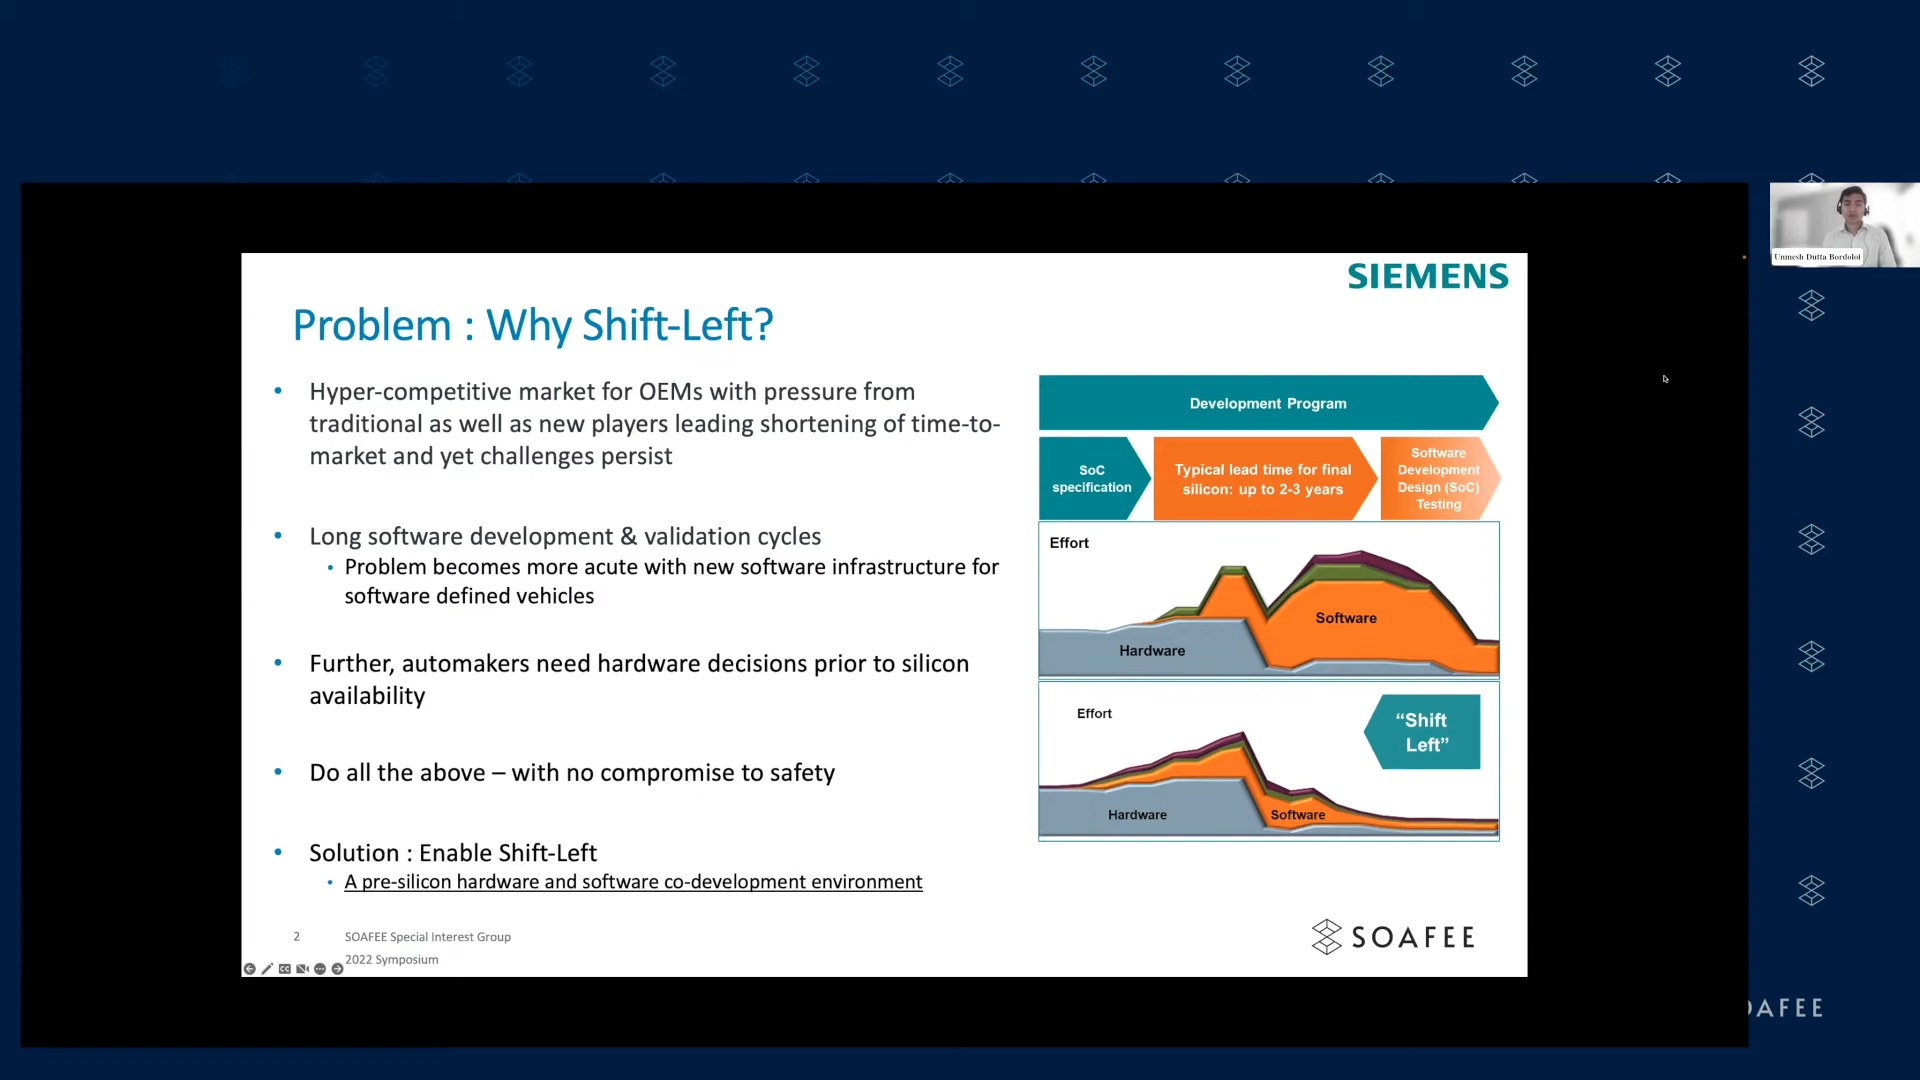 SIEMENS
Unmesh Dutta Bordoloi
Problem : Why Shift-Left?
• Hyper-competitive market for OEMs with pressure from
traditional as well as new players leading shortening of time-to-
market and yet challenges persist
• Long software development & validation cycles
• Problem becomes more acute with new software infrastructure for
software defined vehicles
• Further, automakers need hardware decisions prior to silicon
availability
• Do all the above – with no compromise to safety
• Solution : Enable Shift-Left
• A pre-silicon hardware and software co-development environment
Development Program
SoC
specification
Typical lead time for final
silicon: up to 2-3 years
Software
Development
Design (SoC)
Testing
Effort
Software
Hardware
Effort
“Shift
Left”
Hardware
Software
2
SOAFEE Special Interest Group
2022 Symposium
CC
SOAFEE
OAFEE